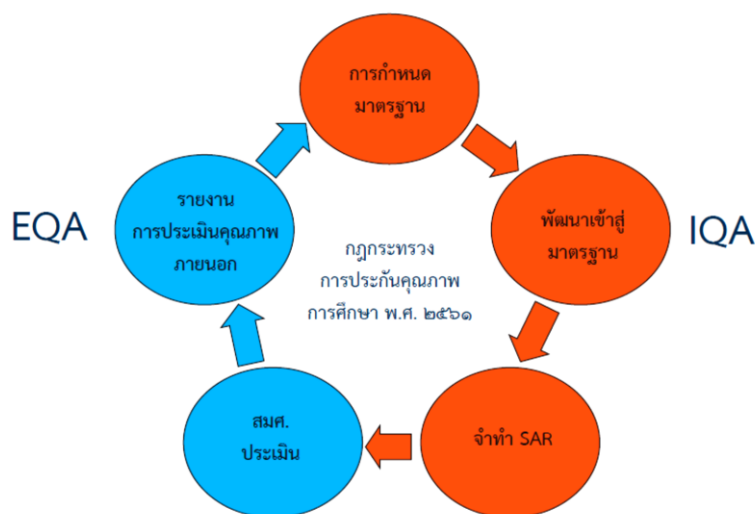 การกำหนด
มาตรฐาน
EQA
รายงาน
การประเมินคุณภาพ
ภายนอก
พัฒนาเข้าสู่
มาตรฐาน
IQA
กฎกระทรวง
การประกันคุณภาพ
การศึกษา พ.ศ. ๒๕๖๑
สมศ.
ประเมิน
จำทำ SAR